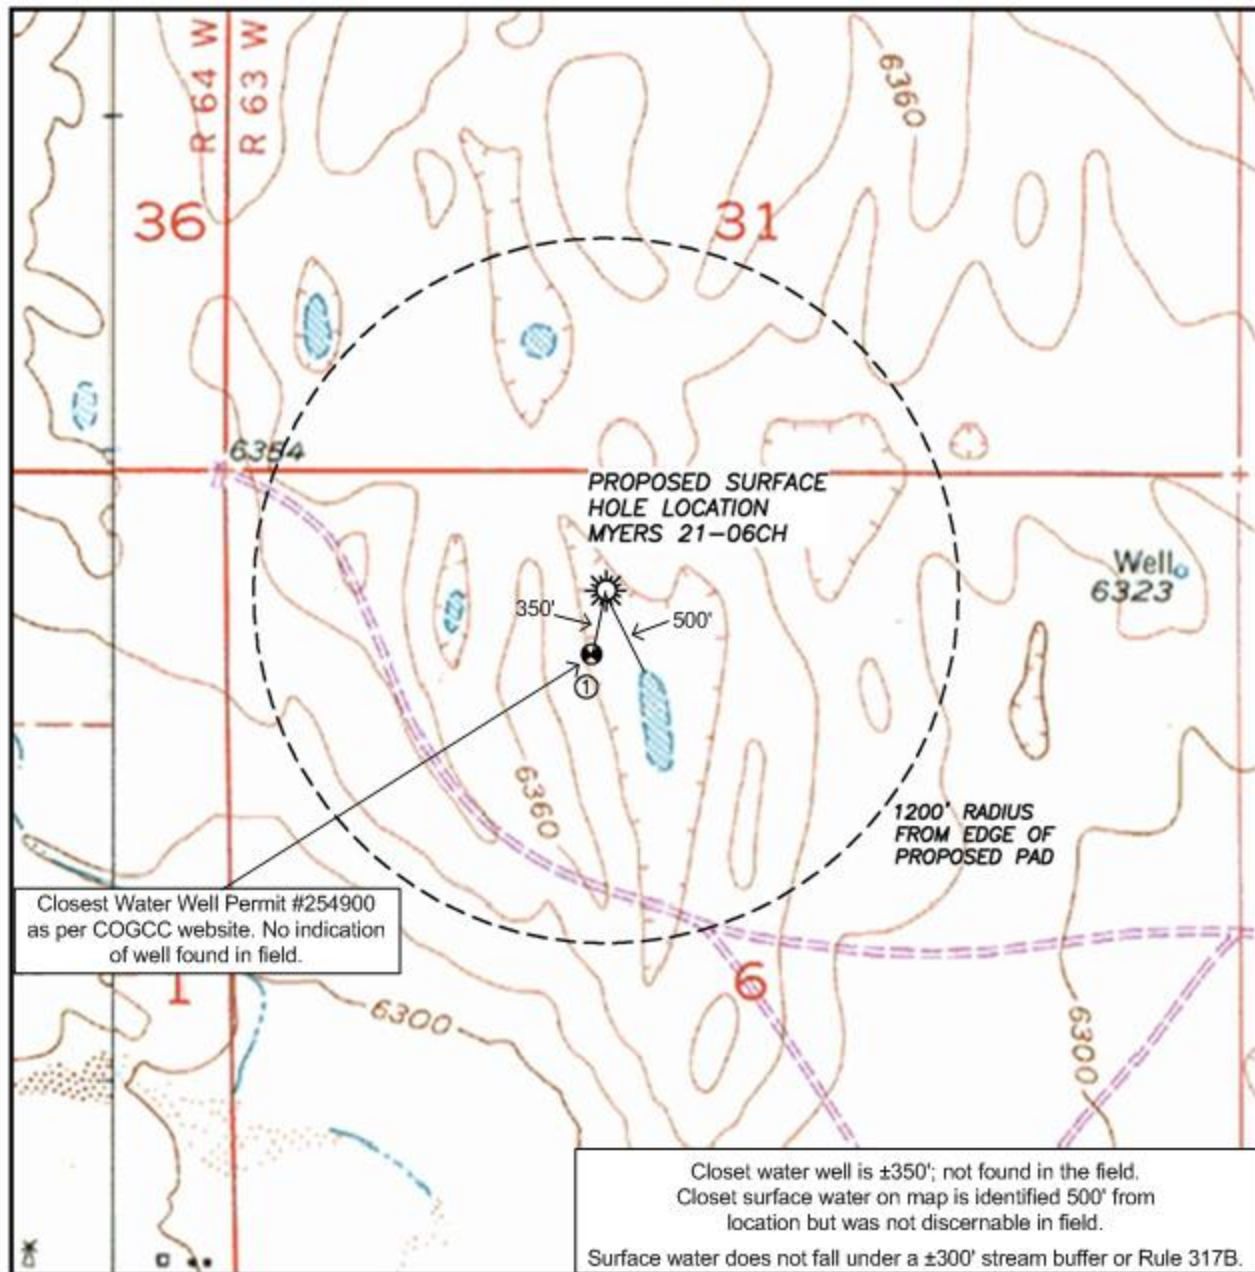 R 64 W
R 63 W
6360
36
31
6354
PROPOSED SURFACE
HOLE LOCATION
MYERS 21-06CH
Well
6323
350'
500'
1
6360
1200' RADIUS
FROM EDGE OF
PROPOSED PAD
Closest Water Well Permit #254900
as per COGCC website. No indication
of well found in field.
1
6
6300
6300
Closet water well is ±350'; not found in the field.
Closet surface water on map is identified 500' from
location but was not discernable in field.
Surface water does not fall under a ±300' stream buffer or Rule 317B.